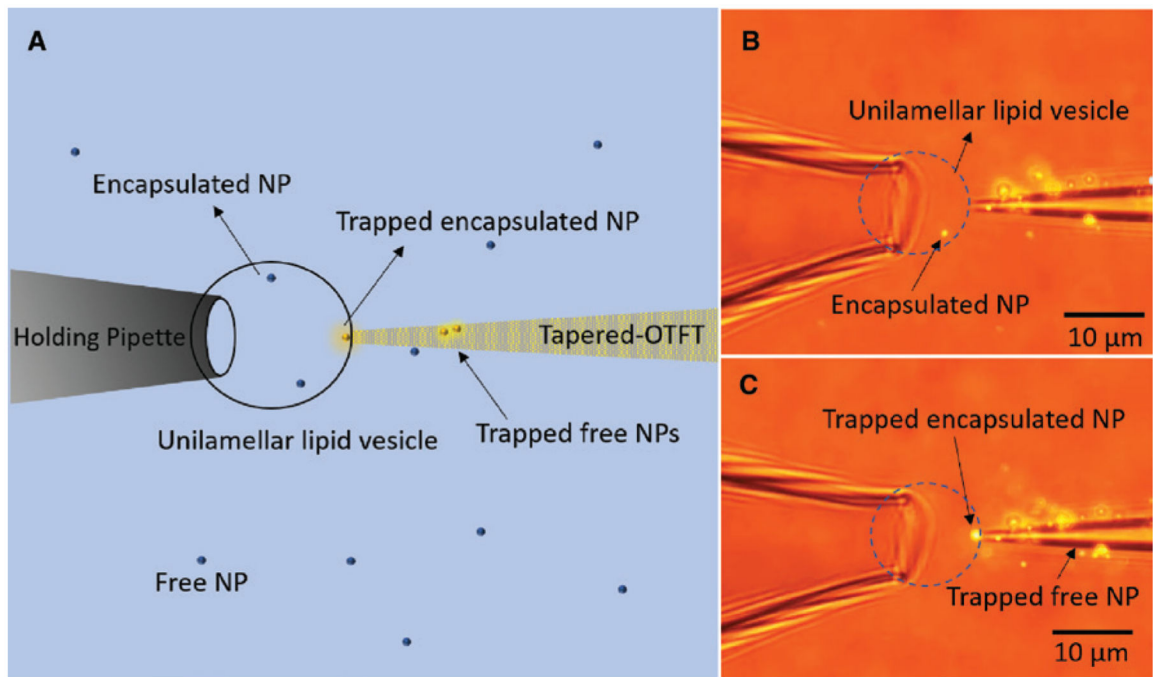 A
Encapsulated NP
Trapped encapsulated NP
Holding Pipette
Tapered-OTFT
Unilamellar lipid vesicle
Trapped free NPs
Free NP
B
Unilamellar lipid vesicle
Encapsulated NP
10 μm
C
Trapped encapsulated NP
Trapped free NP
10 μm